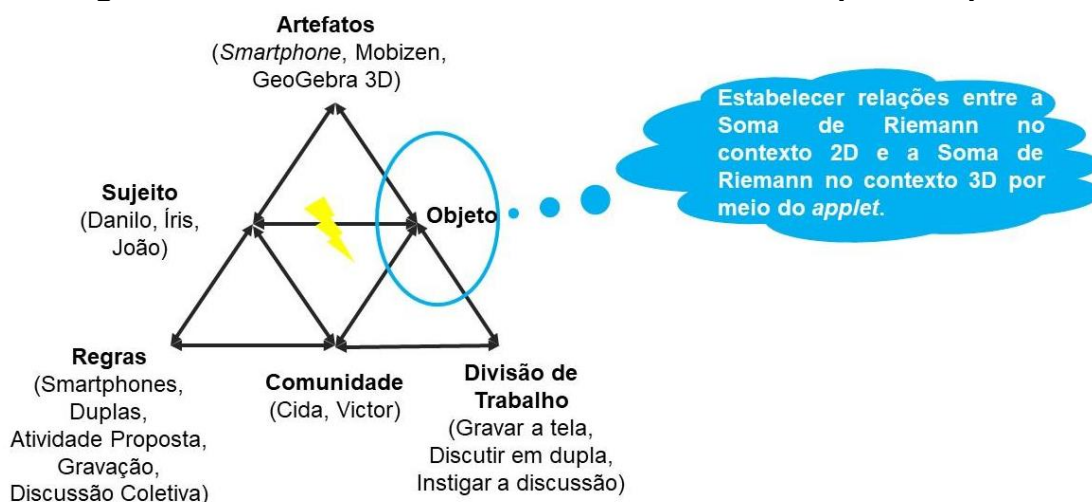 Artefatos
(Smartphone, Mobizen,
GeoGebra 3D)
Estabelecer relações entre a
Soma de Riemann no
contexto 2D e a Soma de
Riemann no contexto 3D por
meio do applet.
Sujeito
(Danilo, Íris,
João)
Objeto
Regras
(Smartphones,
Duplas,
Atividade Proposta,
Gravação,
Discussão Coletiva)
Comunidade
(Cida, Victor)
Divisão de
Trabalho
(Gravar a tela,
Discutir em dupla,
Instigar a discussão)